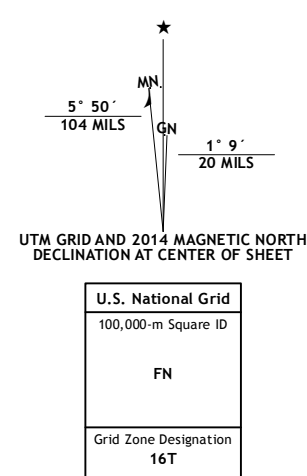 ★
MN.
5° 50´
104 MILS
GN
1° 9´
20 MILS
UTM GRID AND 2014 MAGNETIC NORTH
DECLINATION AT CENTER OF SHEET
U.S. National Grid
100,000-m Square ID
FN
Grid Zone Designation
16T